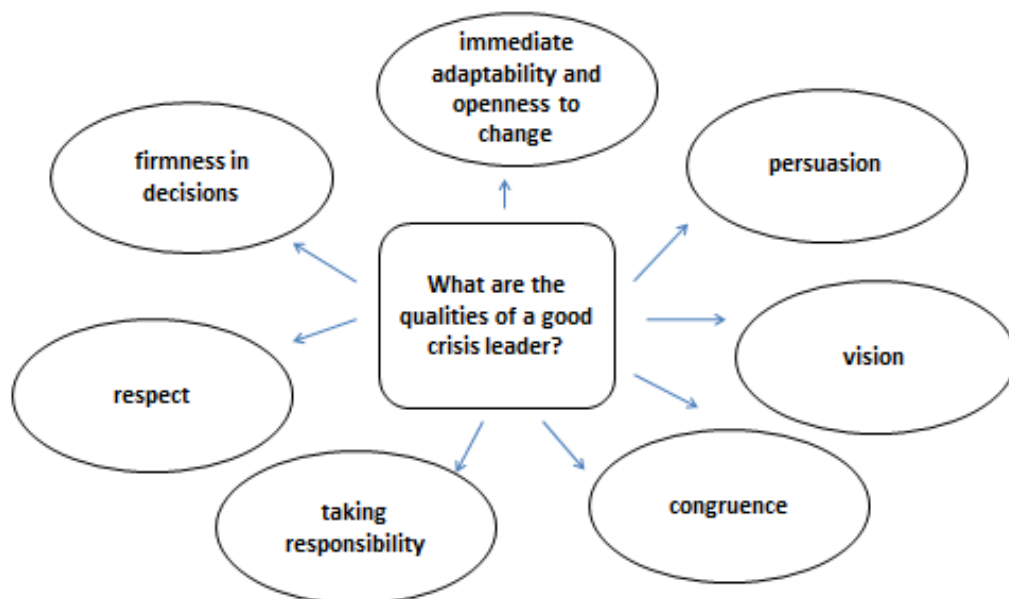 immediate
adaptability and
openness to
change
firmness in
decisions
persuasion
What are the
qualities of a good
crisis leader?
vision
respect
congruence
taking
responsibility